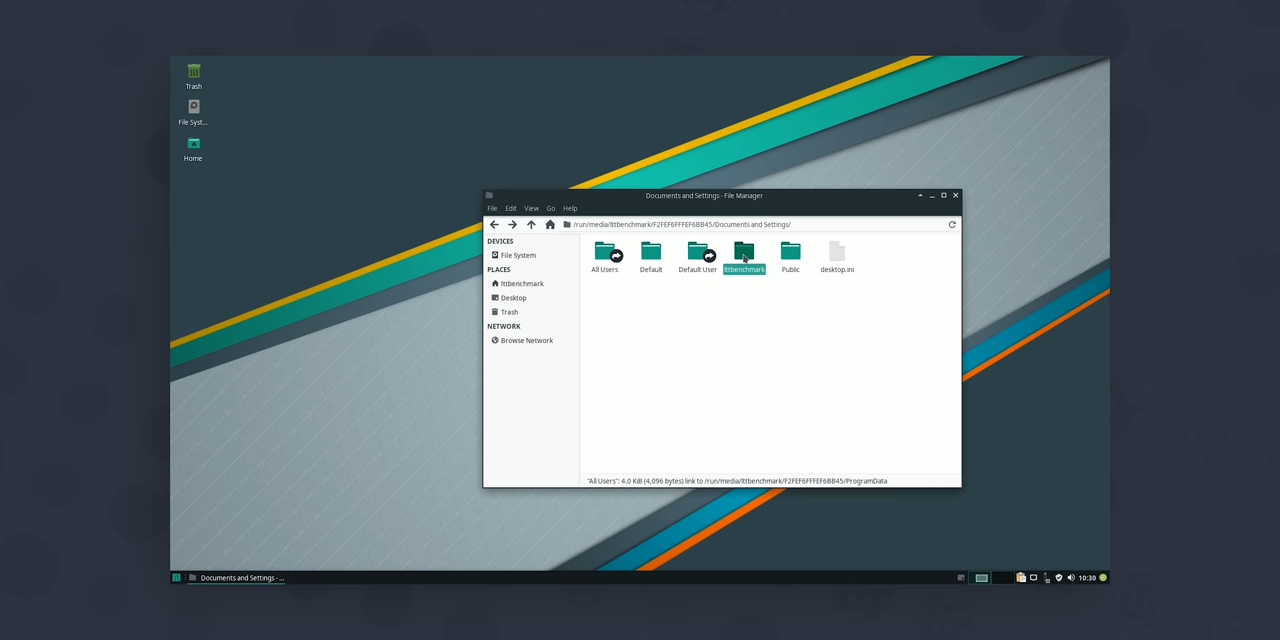 Trash
File Syst...
Home
Documents and Settings - File Manager
File Edit View Go Help
/run/media/lttbenchmark/F2FEF6FFFEF6BB45/Documents and Settings/
DEVICES
File System
PLACES
lttbenchmark
Desktop
Trash
NETWORK
Browse Network
All Users
Default
Default User
lttbenchmark
Public
desktop.ini
"All Users": 4.0 KiB (4,096 bytes) link to /run/media/lttbenchmark/F2FEF6FFFEF6BB45/ProgramData
Documents and Settings - ...
10:30